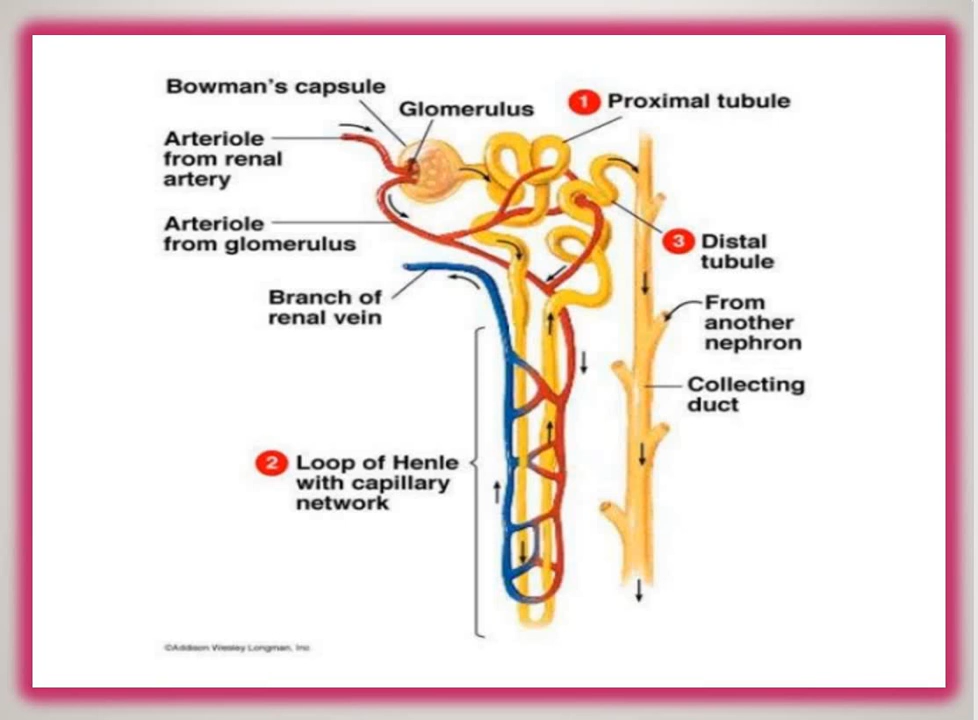 Bowman's capsule
Glomerulus
1 Proximal tubule
Arteriole
from renal
artery
Arteriole
from glomerulus
3 Distal
tubule
Branch of
renal vein
From
another
nephron
Collecting
duct
2 Loop of Henle
with capillary
network
©Addison Wesley Longman, Inc.